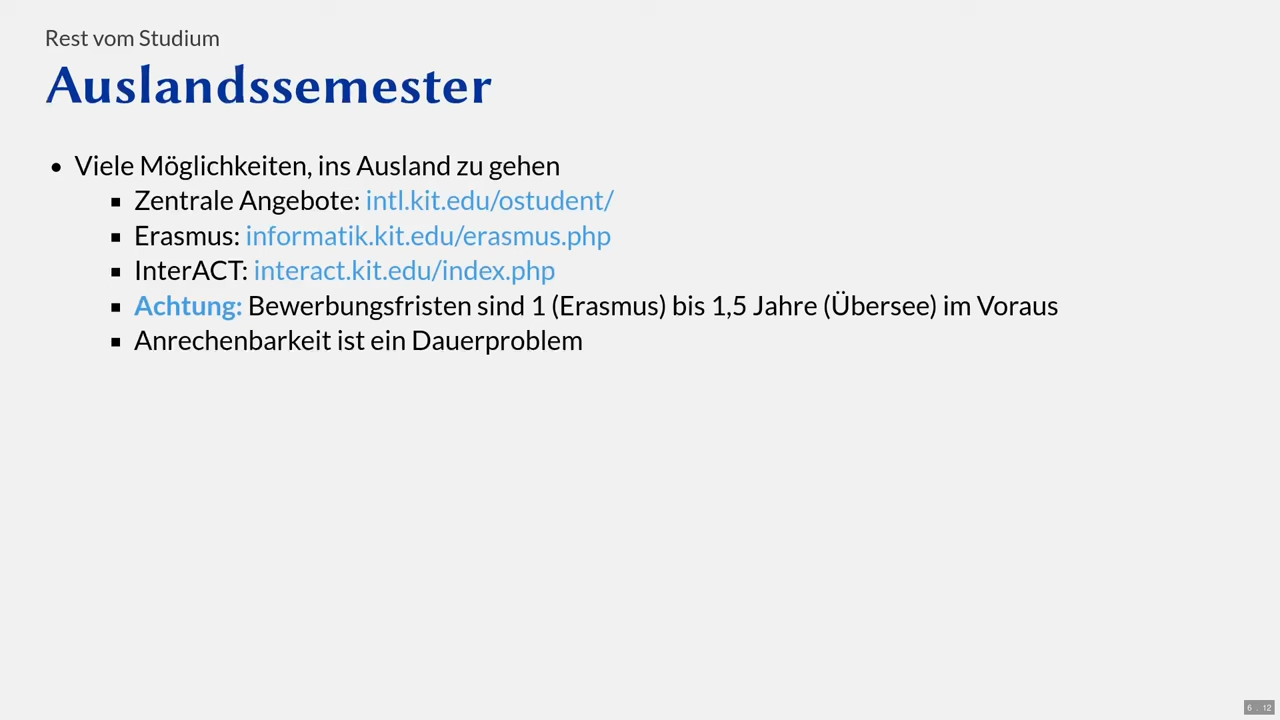 Rest vom Studium
Auslandssemester
• Viele Möglichkeiten, ins Ausland zu gehen
▪ Zentrale Angebote: intl.kit.edu/ostudent/
▪ Erasmus: informatik.kit.edu/erasmus.php
▪ InterACT: interact.kit.edu/index.php
▪ Achtung: Bewerbungsfristen sind 1 (Erasmus) bis 1,5 Jahre (Übersee) im Voraus
▪ Anrechenbarkeit ist ein Dauerproblem
6 . 12